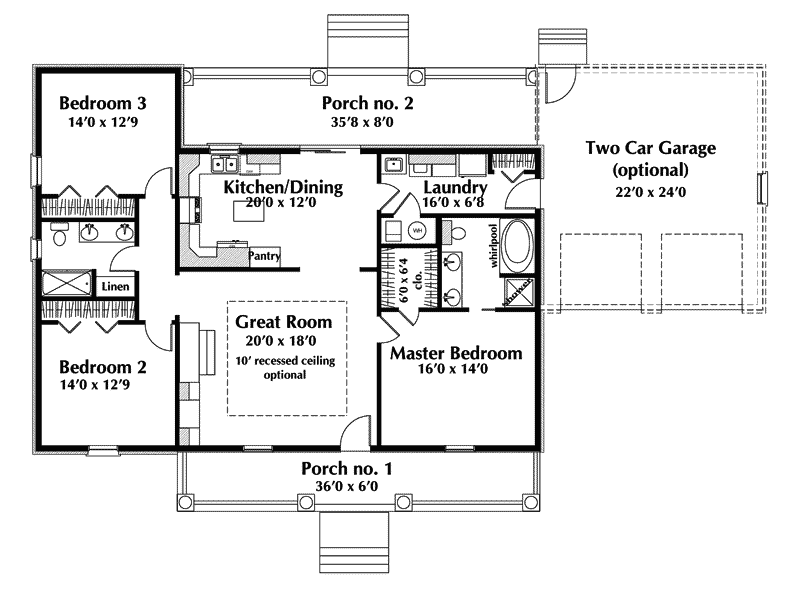 Bedroom 3
14'0 x 12'9
Porch no. 2
35'8 x 8'0
Two Car Garage
(optional)
22'0 x 24'0
Kitchen/Dining
20'0 x 12'0
Laundry
16'0 x 6'8
WH
Pantry
whirlpool
6'0 x 6'4
clo.
Linen
shower
Great Room
20'0 x 18'0
10' recessed ceiling
optional
Master Bedroom
16'0 x 14'0
Bedroom 2
14'0 x 12'9
Porch no. 1
36'0 x 6'0